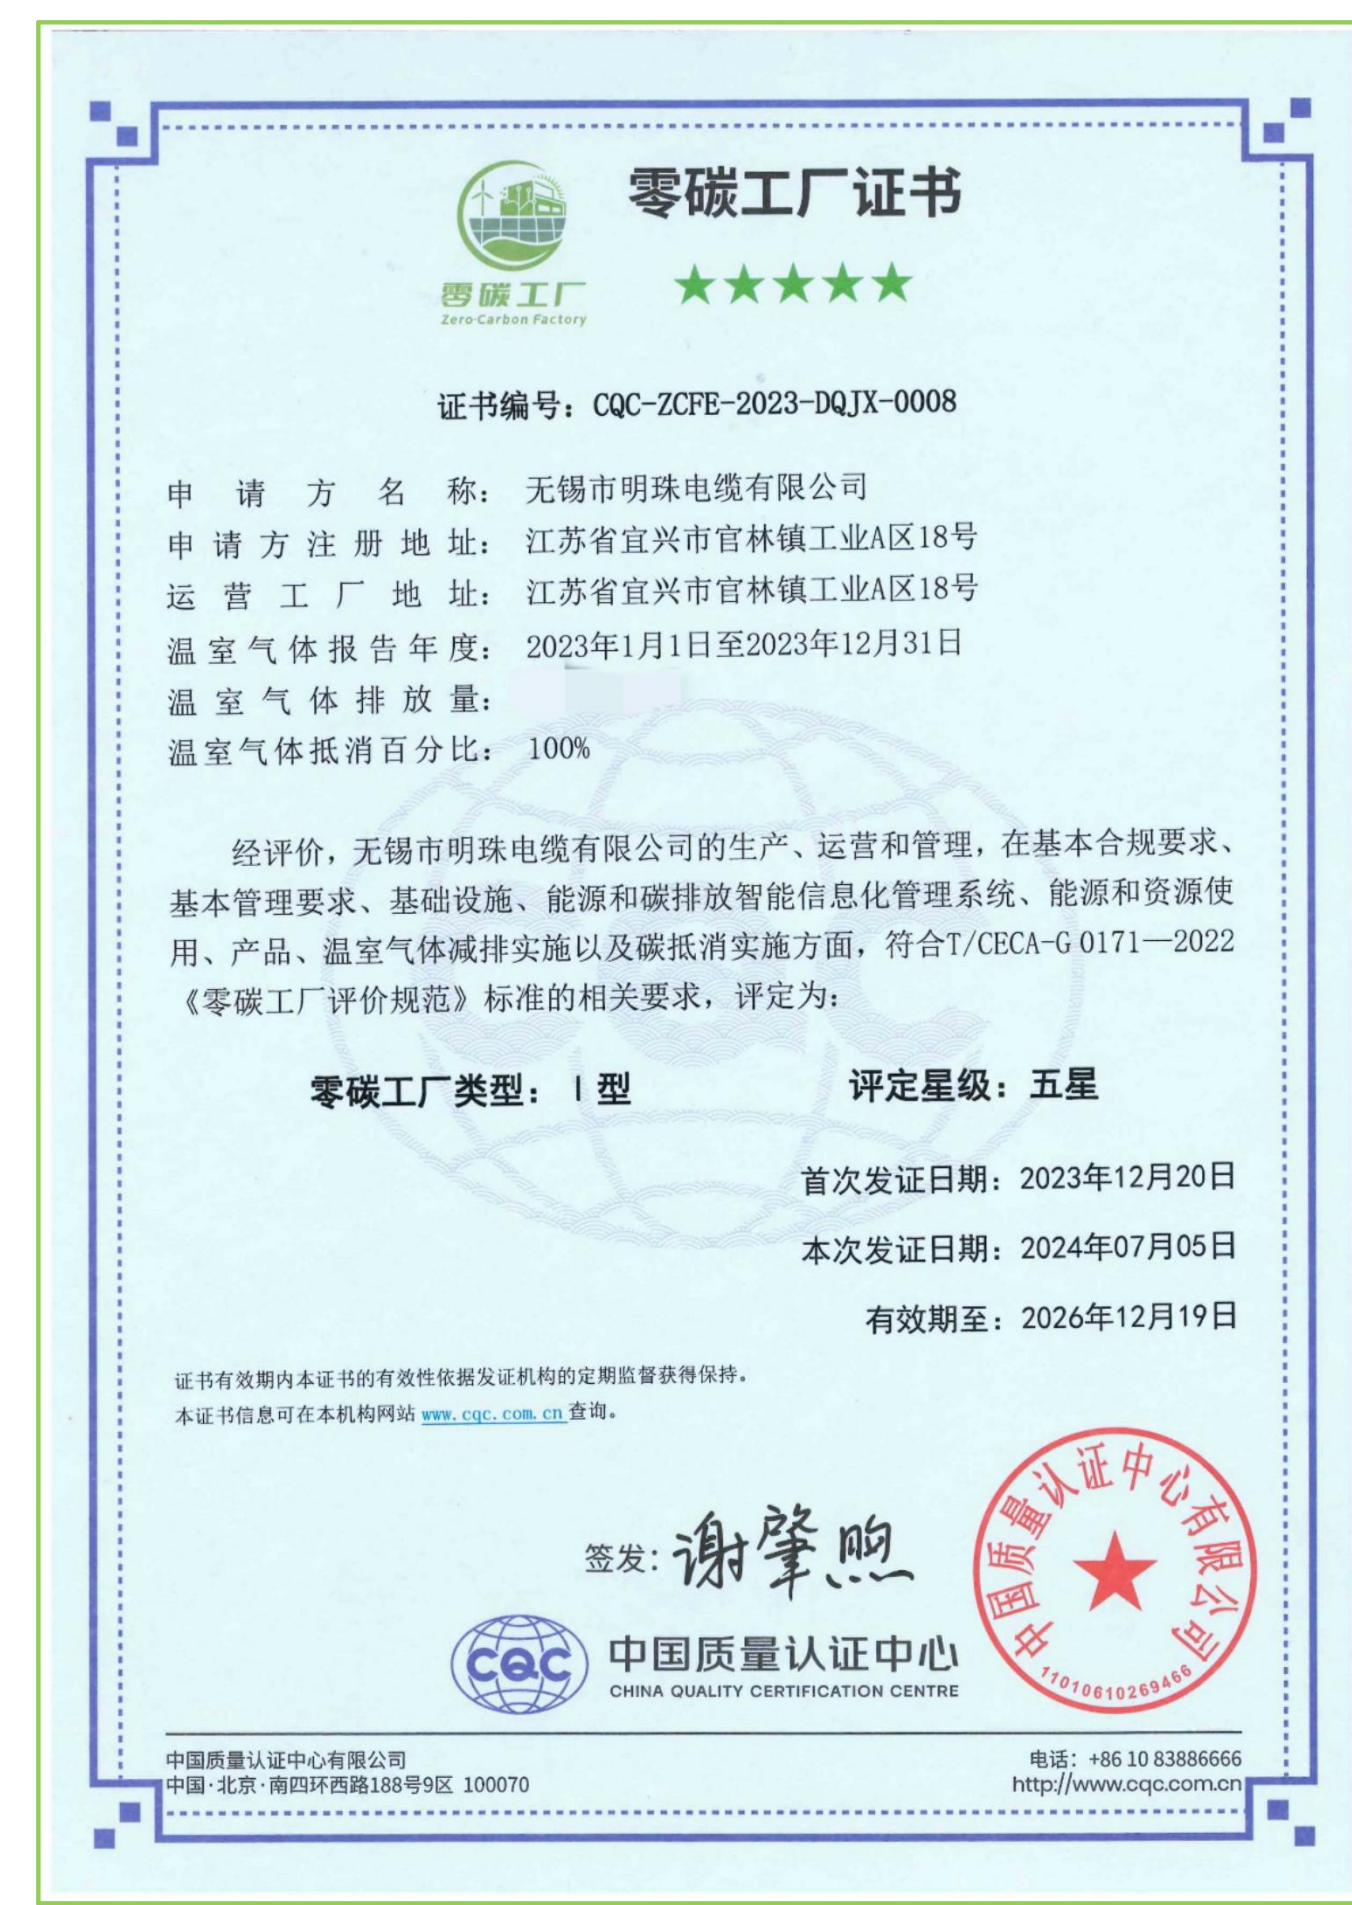 零碳工厂证书
★★★★★
零碳工厂
Zero-Carbon Factory
证书编号：CQC-ZCFE-2023-DQJX-0008
申请方名称：无锡市明珠电缆有限公司
申请方注册地址：江苏省宜兴市官林镇工业A区18号
运营工厂地址：江苏省宜兴市官林镇工业A区18号
温室气体报告年度：2023年1月1日至2023年12月31日
温室气体排放量：
温室气体抵消百分比：100%
经评价，无锡市明珠电缆有限公司的生产、运营和管理，在基本合规要求、
基本管理要求、基础设施、能源和碳排放智能信息化管理系统、能源和资源使
用、产品、温室气体减排实施以及碳抵消实施方面，符合T/CECA-G 0171—2022
《零碳工厂评价规范》标准的相关要求，评定为：
零碳工厂类型：Ⅰ型 评定星级：五星
首次发证日期：2023年12月20日
本次发证日期：2024年07月05日
有效期至：2026年12月19日
证书有效期内本证书的有效性依据发证机构的定期监督获得保持。
本证书信息可在本机构网站 www.cqc.com.cn 查询。
签发：谢肇煦
CQC 中国质量认证中心
CHINA QUALITY CERTIFICATION CENTRE
中国质量认证中心有限公司
11010610269466
中国质量认证中心有限公司
中国·北京·南四环西路188号9区 100070
电话：+86 10 83886666
http://www.cqc.com.cn